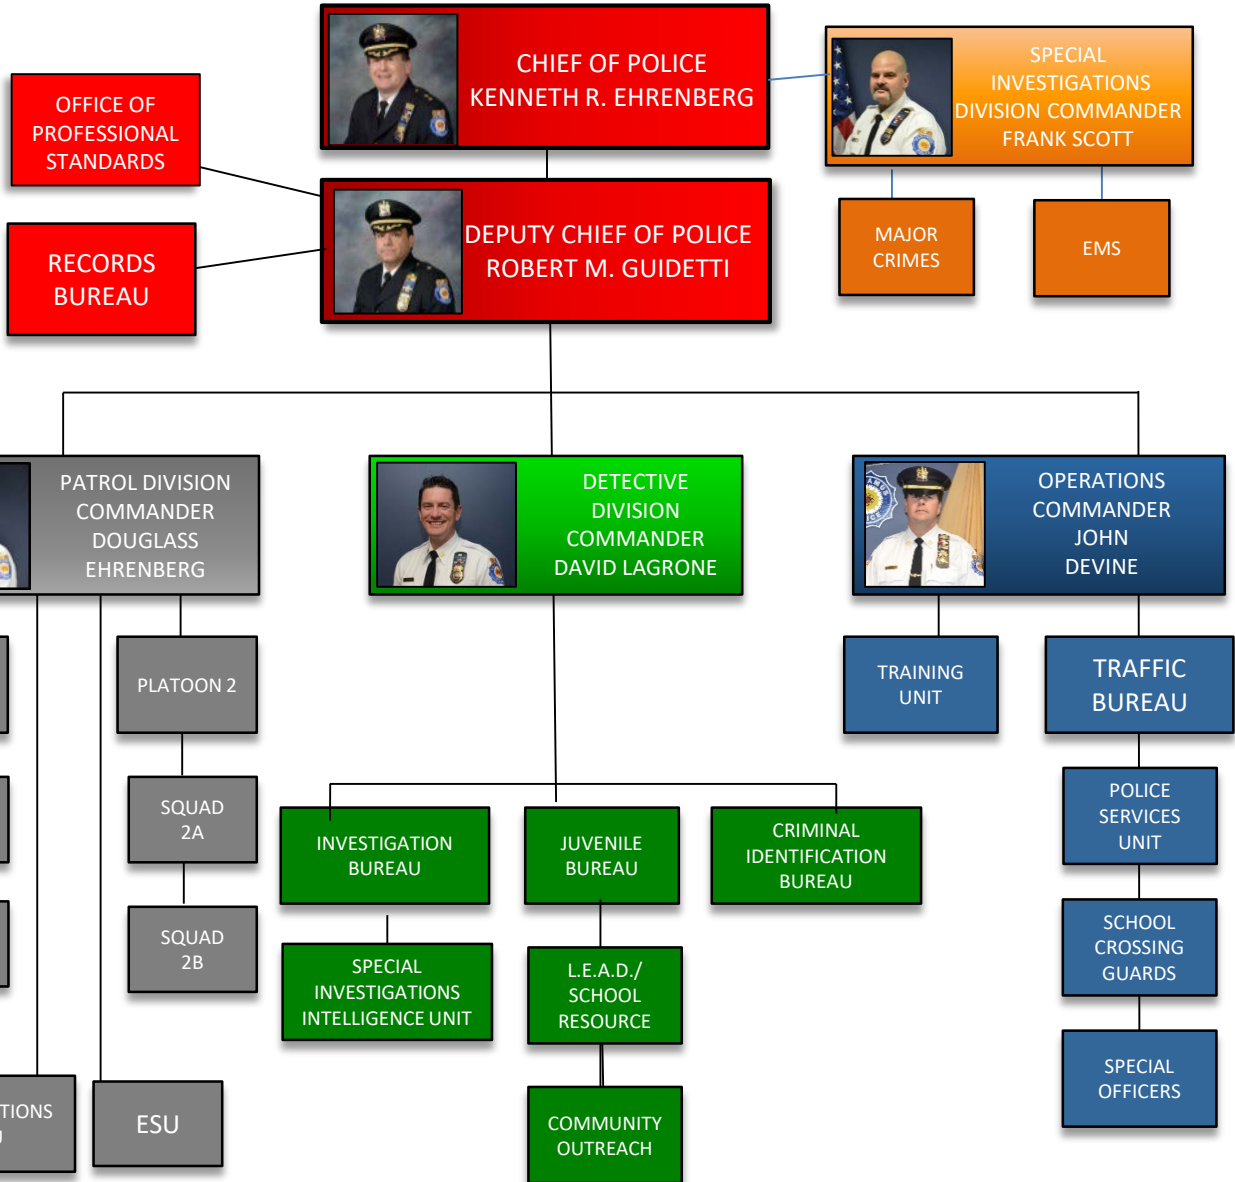 CHIEF OF POLICE
KENNETH R. EHRENBERG
SPECIAL
INVESTIGATIONS
DIVISION COMMANDER
FRANK SCOTT
OFFICE OF
PROFESSIONAL
STANDARDS
DEPUTY CHIEF OF POLICE
ROBERT M. GUIDETTI
RECORDS
BUREAU
MAJOR
CRIMES
EMS
PATROL DIVISION
COMMANDER
DOUGLASS
EHRENBERG
DETECTIVE
DIVISION
COMMANDER
DAVID LAGRONE
OPERATIONS
COMMANDER
JOHN
DEVINE
PLATOON 2
TRAINING
UNIT
TRAFFIC
BUREAU
SQUAD
2A
INVESTIGATION
BUREAU
JUVENILE
BUREAU
CRIMINAL
IDENTIFICATION
BUREAU
POLICE
SERVICES
UNIT
SQUAD
2B
SPECIAL
INVESTIGATIONS
INTELLIGENCE UNIT
L.E.A.D./
SCHOOL
RESOURCE
SCHOOL
CROSSING
GUARDS
ESU
COMMUNITY
OUTREACH
SPECIAL
OFFICERS